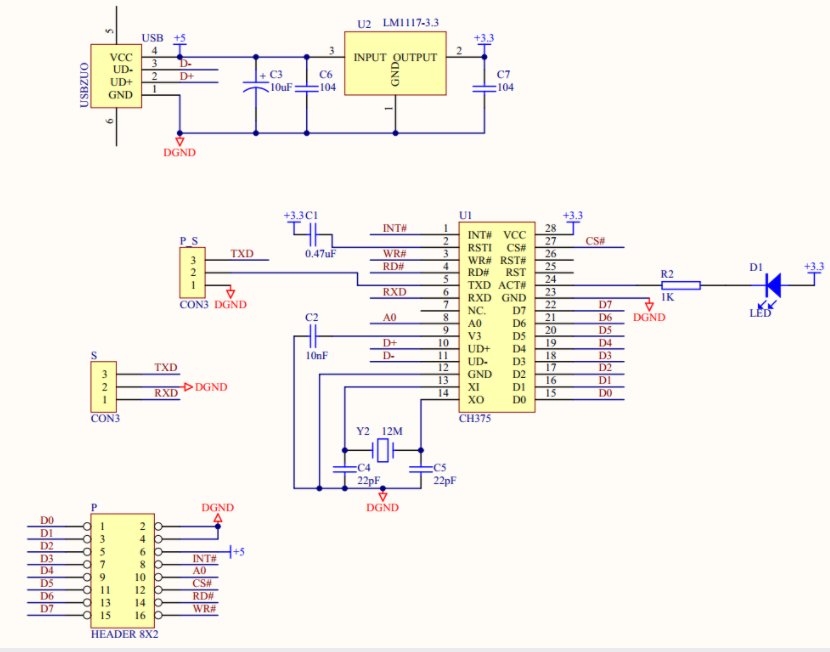 5
USB
+5
U2
LM1117-3.3
+3.3
USBZUO
VCC
4
UD-
3
D-
UD+
2
D+
GND
1
6
3
INPUT
OUTPUT
2
GND
1
+
C3
10uF
C6
104
C7
104
DGND
+3.3
C1
0.47uF
INT#
WR#
RD#
RXD
A0
D+
D-
U1
1
INT#
VCC
28
+3.3
2
RSTI
CS#
27
CS#
3
WR#
RST#
26
4
RD#
RST
25
5
TXD
ACT#
24
6
RXD
GND
23
7
NC.
D7
22
D7
8
A0
D6
21
D6
9
V3
D5
20
D5
10
UD+
D4
19
D4
11
UD-
D3
18
D3
12
GND
D2
17
D2
13
XI
D1
16
D1
14
XO
D0
15
D0
CH375
P_S
3
TXD
2
1
CON3
DGND
R2
1K
D1
LED
+3.3
DGND
C2
10nF
S
3
TXD
2
DGND
1
RXD
CON3
Y2
12M
C4
22pF
C5
22pF
DGND
P
DGND
D0
1
2
D1
3
4
D2
5
6
+5
D3
7
8
INT#
D4
9
10
A0
D5
11
12
CS#
D6
13
14
RD#
D7
15
16
WR#
HEADER 8X2